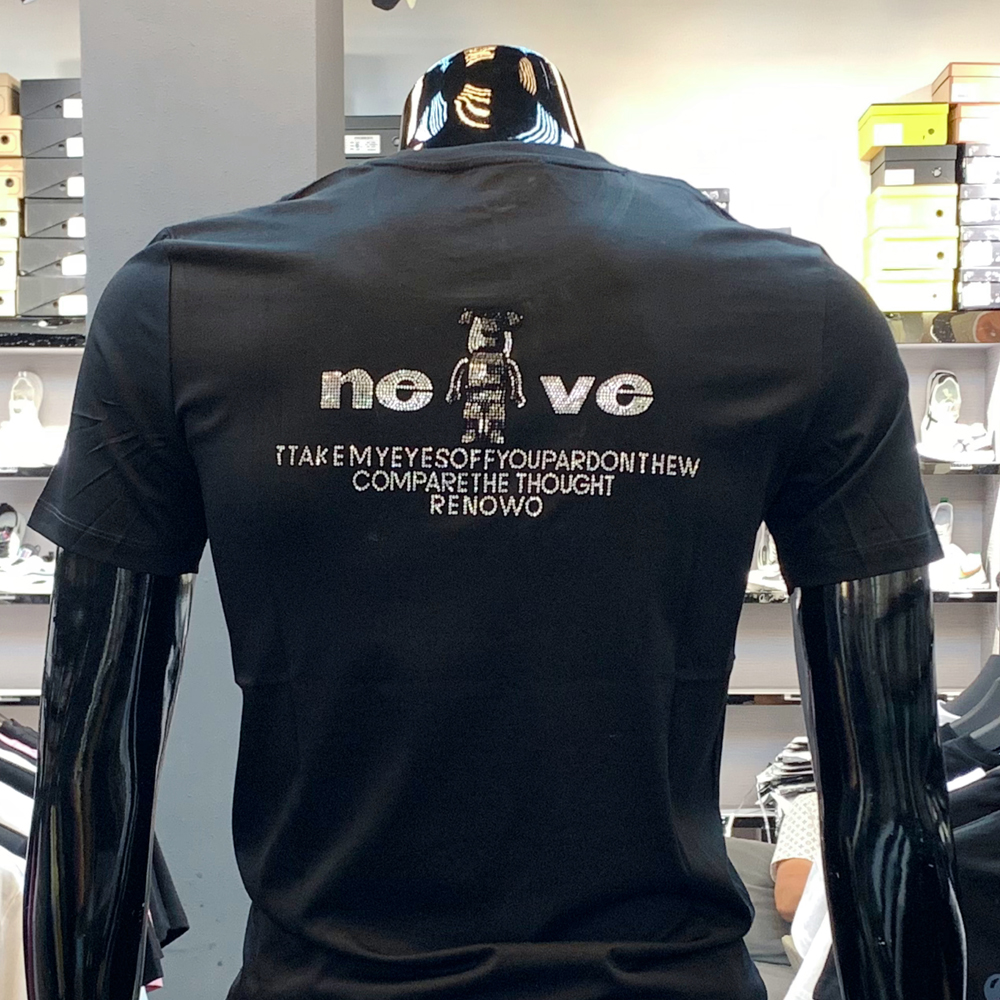 ne ve
TTAKEMYEYESOFFYOUPARDONTHEW
COMPARETHE THOUGHT
RENOWO